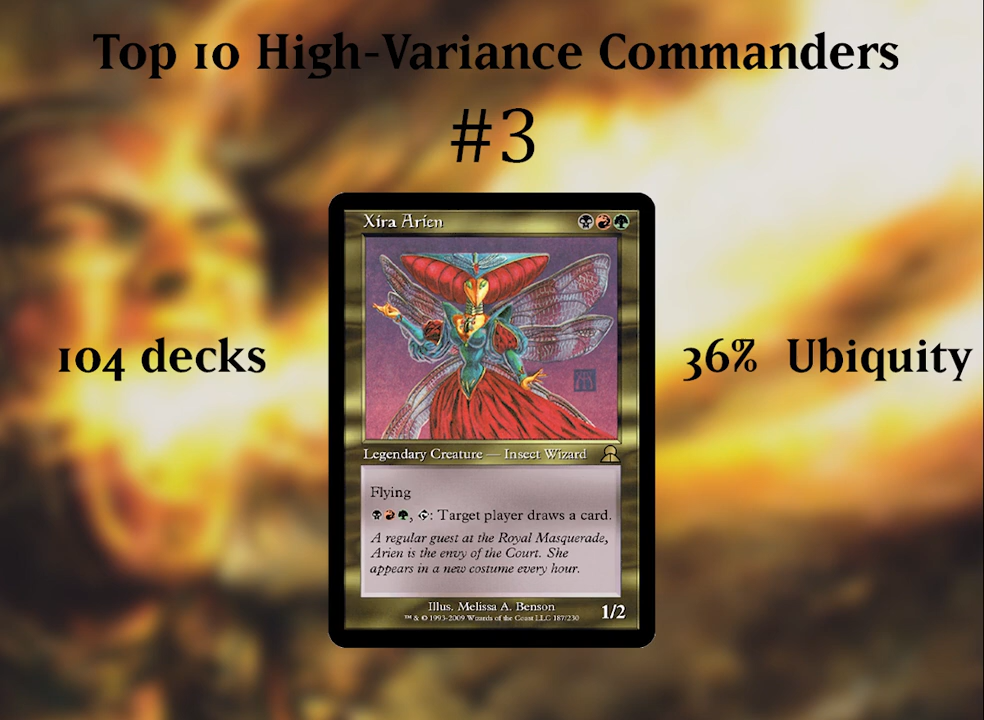 Top 10 High-Variance Commanders
#3
Xira Arien
104 decks
36% Ubiquity
Legendary Creature — Insect Wizard
Flying
, : Target player draws a card.
A regular guest at the Royal Masquerade,
Arien is the envy of the Court. She
appears in a new costume every hour.
Illus. Melissa A. Benson
™ & © 1993-2009 Wizards of the Coast LLC 187/230
1/2